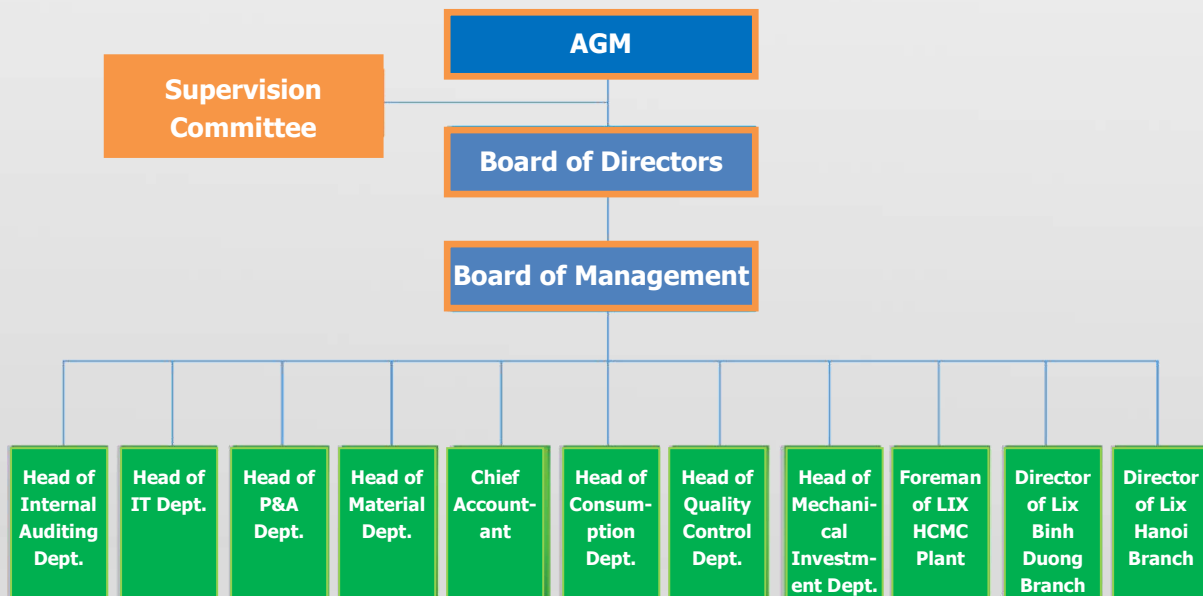 AGM
Supervision
Committee
Board of Directors
Board of Management
Head of
Internal
Auditing
Dept.
Head of
IT Dept.
Head of
P&A
Dept.
Head of
Material
Dept.
Chief
Account-
ant
Head of
Consum-
ption
Dept.
Head of
Quality
Control
Dept.
Head of
Mechani-
cal
Investm-
ent Dept.
Foreman
of LIX
HCMC
Plant
Director
of Lix
Binh
Duong
Branch
Director
of Lix
Hanoi
Branch